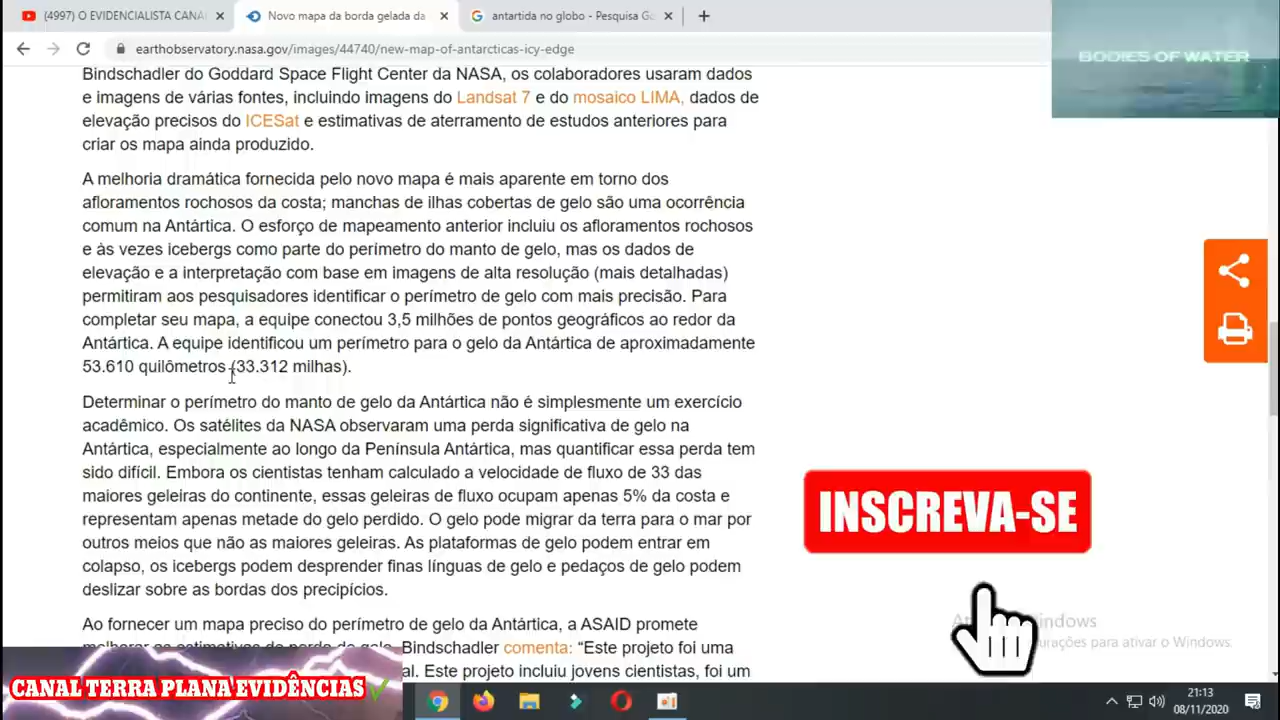 (4997) O EVIDENCIALISTA CANAL
Novo mapa da borda gelada da
antartida no globo - Pesquisa Go
earthobservatory.nasa.gov/images/44740/new-map-of-antarcticas-icy-edge
BODIES OF WATER
Bindschadler do Goddard Space Flight Center da NASA, os colaboradores usaram dados
e imagens de várias fontes, incluindo imagens do Landsat 7 e do mosaico LIMA, dados de
elevação precisos do ICESat e estimativas de aterramento de estudos anteriores para
criar os mapa ainda produzido.
A melhoria dramática fornecida pelo novo mapa é mais aparente em torno dos
afloramentos rochosos da costa; manchas de ilhas cobertas de gelo são uma ocorrência
comum na Antártica. O esforço de mapeamento anterior incluiu os afloramentos rochosos
e às vezes icebergs como parte do perímetro do manto de gelo, mas os dados de
elevação e a interpretação com base em imagens de alta resolução (mais detalhadas)
permitiram aos pesquisadores identificar o perímetro de gelo com mais precisão. Para
completar seu mapa, a equipe conectou 3,5 milhões de pontos geográficos ao redor da
Antártica. A equipe identificou um perímetro para o gelo da Antártica de aproximadamente
53.610 quilômetros (33.312 milhas).
Determinar o perímetro do manto de gelo da Antártica não é simplesmente um exercício
acadêmico. Os satélites da NASA observaram uma perda significativa de gelo na
Antártica, especialmente ao longo da Península Antártica, mas quantificar essa perda tem
sido difícil. Embora os cientistas tenham calculado a velocidade de fluxo de 33 das
maiores geleiras do continente, essas geleiras de fluxo ocupam apenas 5% da costa e
representam apenas metade do gelo perdido. O gelo pode migrar da terra para o mar por
outros meios que não as maiores geleiras. As plataformas de gelo podem entrar em
colapso, os icebergs podem desprender finas línguas de gelo e pedaços de gelo podem
deslizar sobre as bordas dos precipícios.
Ao fornecer um mapa preciso do perímetro de gelo da Antártica, a ASAID promete
Bindschadler comenta: “Este projeto foi uma
al. Este projeto incluiu jovens cientistas, foi um
INSCREVA-SE
Windows
urações para ativar o Windows.
CANAL TERRA PLANA EVIDÊNCIAS
21:13
08/11/2020